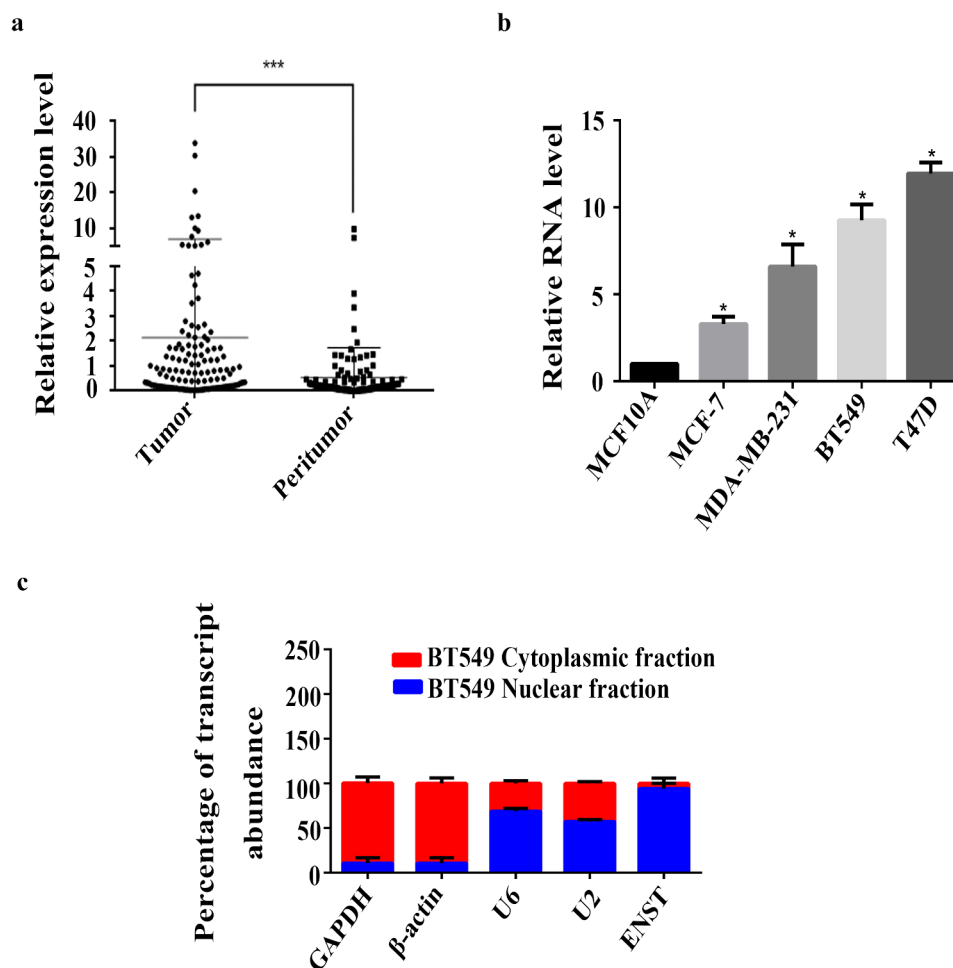 a
***
Relative expression level
40
30
20
10
5
4
3
2
1
0
Tumor
Peritumor
b
Relative RNA level
15
10
5
0
*
*
*
*
MCF10A
MCF-7
MDA-MB-231
BT549
T47D
c
Percentage of transcript
abundance
250
200
150
100
50
0
BT549 Cytoplasmic fraction
BT549 Nuclear fraction
GAPDH
β-actin
U6
U2
ENST